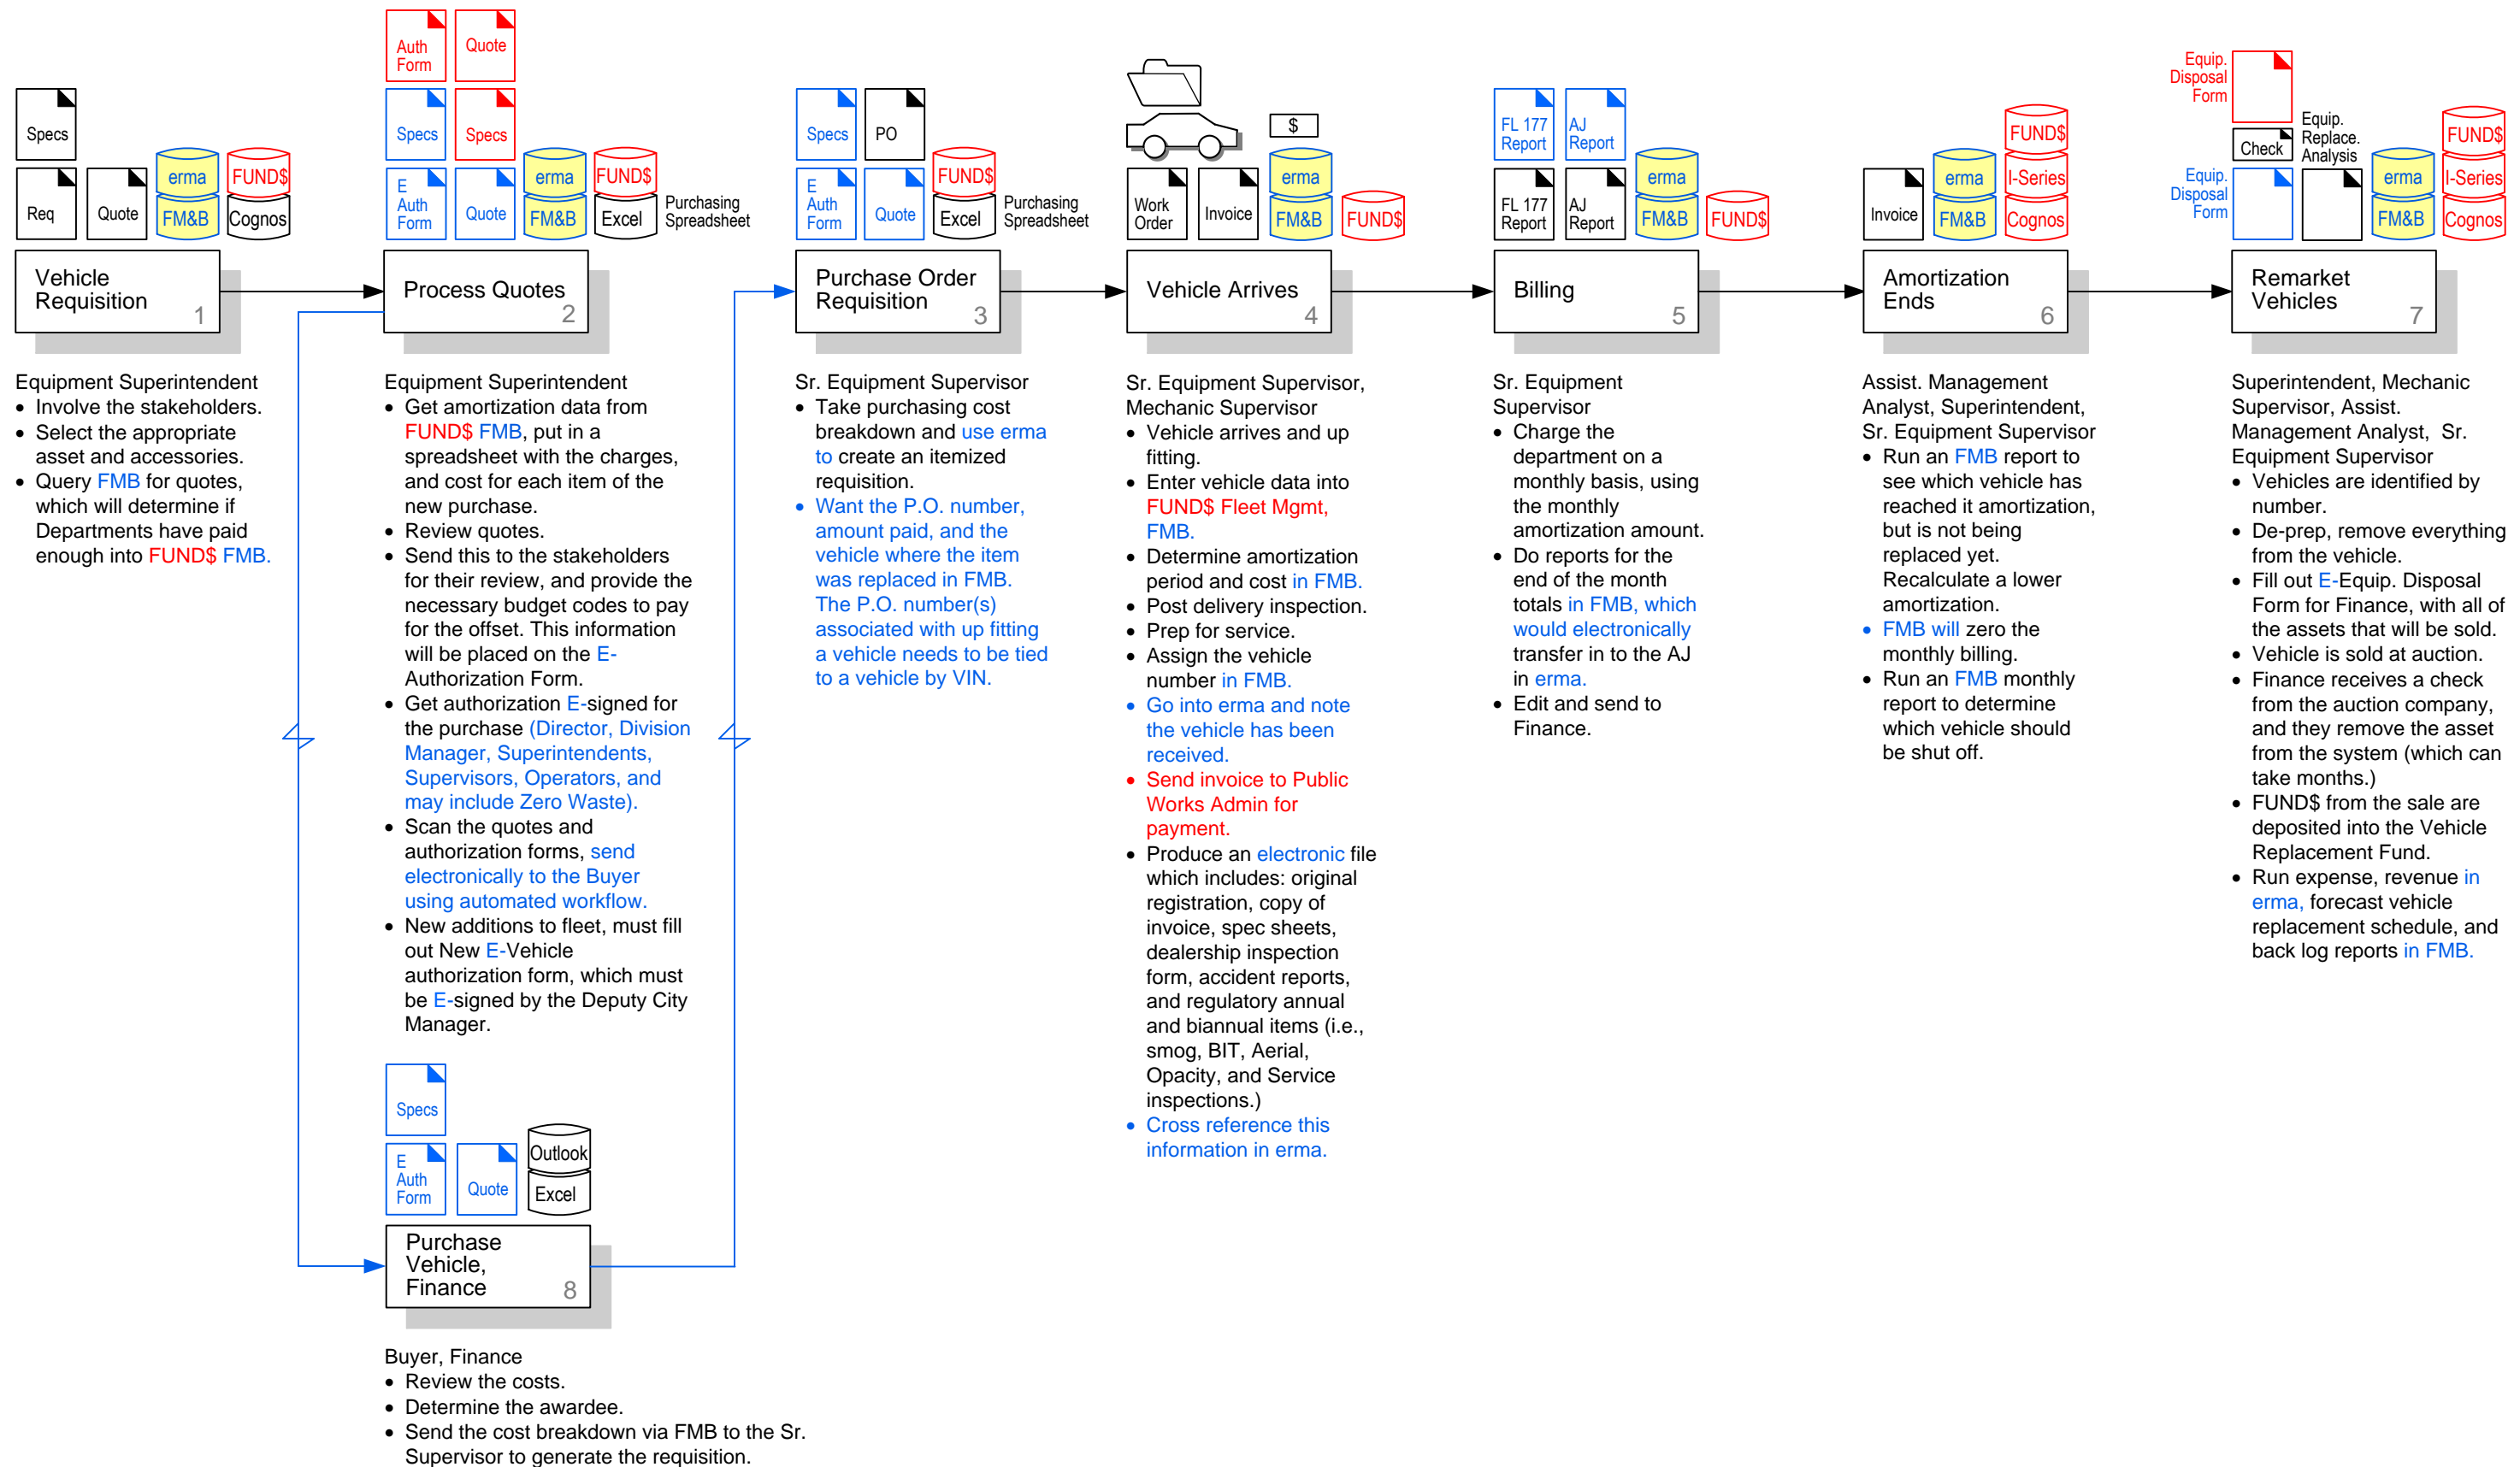 Specs
Req
Quote
erma
FM&B
FUND$
Cognos
Vehicle
Requisition
1
Equipment Superintendent
• Involve the stakeholders.
• Select the appropriate
asset and accessories.
• Query FMB for quotes,
which will determine if
Departments have paid
enough into FUND$ FMB.
Auth
Form
Quote
Specs
Specs
E
Auth
Form
Quote
erma
FM&B
FUND$
Excel
Purchasing
Spreadsheet
Process Quotes
2
Equipment Superintendent
• Get amortization data from
FUND$ FMB, put in a
spreadsheet with the charges,
and cost for each item of the
new purchase.
• Review quotes.
• Send this to the stakeholders
for their review, and provide the
necessary budget codes to pay
for the offset. This information
will be placed on the E-
Authorization Form.
• Get authorization E-signed for
the purchase (Director, Division
Manager, Superintendents,
Supervisors, Operators, and
may include Zero Waste).
• Scan the quotes and
authorization forms, send
electronically to the Buyer
using automated workflow.
• New additions to fleet, must fill
out New E-Vehicle
authorization form, which must
be E-signed by the Deputy City
Manager.
Specs
PO
E
Auth
Form
Quote
FUND$
Excel
Purchasing
Spreadsheet
Purchase Order
Requisition
3
Sr. Equipment Supervisor
• Take purchasing cost
breakdown and use erma
to create an itemized
requisition.
• Want the P.O. number,
amount paid, and the
vehicle where the item
was replaced in FMB.
The P.O. number(s)
associated with up fitting
a vehicle needs to be tied
to a vehicle by VIN.
$
Work
Order
Invoice
erma
FM&B
FUND$
Vehicle Arrives
4
Sr. Equipment Supervisor,
Mechanic Supervisor
• Vehicle arrives and up
fitting.
• Enter vehicle data into
FUND$ Fleet Mgmt,
FMB.
• Determine amortization
period and cost in FMB.
• Post delivery inspection.
• Prep for service.
• Assign the vehicle
number in FMB.
• Go into erma and note
the vehicle has been
received.
• Send invoice to Public
Works Admin for
payment.
• Produce an electronic file
which includes: original
registration, copy of
invoice, spec sheets,
dealership inspection
form, accident reports,
and regulatory annual
and biannual items (i.e.,
smog, BIT, Aerial,
Opacity, and Service
inspections.)
• Cross reference this
information in erma.
FL 177
Report
AJ
Report
FL 177
Report
AJ
Report
erma
FM&B
FUND$
Billing
5
Sr. Equipment
Supervisor
• Charge the
department on a
monthly basis, using
the monthly
amortization amount.
• Do reports for the
end of the month
totals in FMB, which
would electronically
transfer in to the AJ
in erma.
• Edit and send to
Finance.
Invoice
erma
FM&B
FUND$
I-Series
Cognos
Amortization
Ends
6
Assist. Management
Analyst, Superintendent,
Sr. Equipment Supervisor
• Run an FMB report to
see which vehicle has
reached it amortization,
but is not being
replaced yet.
Recalculate a lower
amortization.
• FMB will zero the
monthly billing.
• Run an FMB monthly
report to determine
which vehicle should
be shut off.
Equip.
Disposal
Form
Check
Equip.
Replace.
Analysis
Equip.
Disposal
Form
erma
FM&B
FUND$
I-Series
Cognos
Remarket
Vehicles
7
Superintendent, Mechanic
Supervisor, Assist.
Management Analyst, Sr.
Equipment Supervisor
• Vehicles are identified by
number.
• De-prep, remove everything
from the vehicle.
• Fill out E-Equip. Disposal
Form for Finance, with all of
the assets that will be sold.
• Vehicle is sold at auction.
• Finance receives a check
from the auction company,
and they remove the asset
from the system (which can
take months.)
• FUND$ from the sale are
deposited into the Vehicle
Replacement Fund.
• Run expense, revenue in
erma, forecast vehicle
replacement schedule, and
back log reports in FMB.
Specs
E
Auth
Form
Quote
Outlook
Excel
Purchase
Vehicle,
Finance
8
Buyer, Finance
• Review the costs.
• Determine the awardee.
• Send the cost breakdown via FMB to the Sr.
Supervisor to generate the requisition.